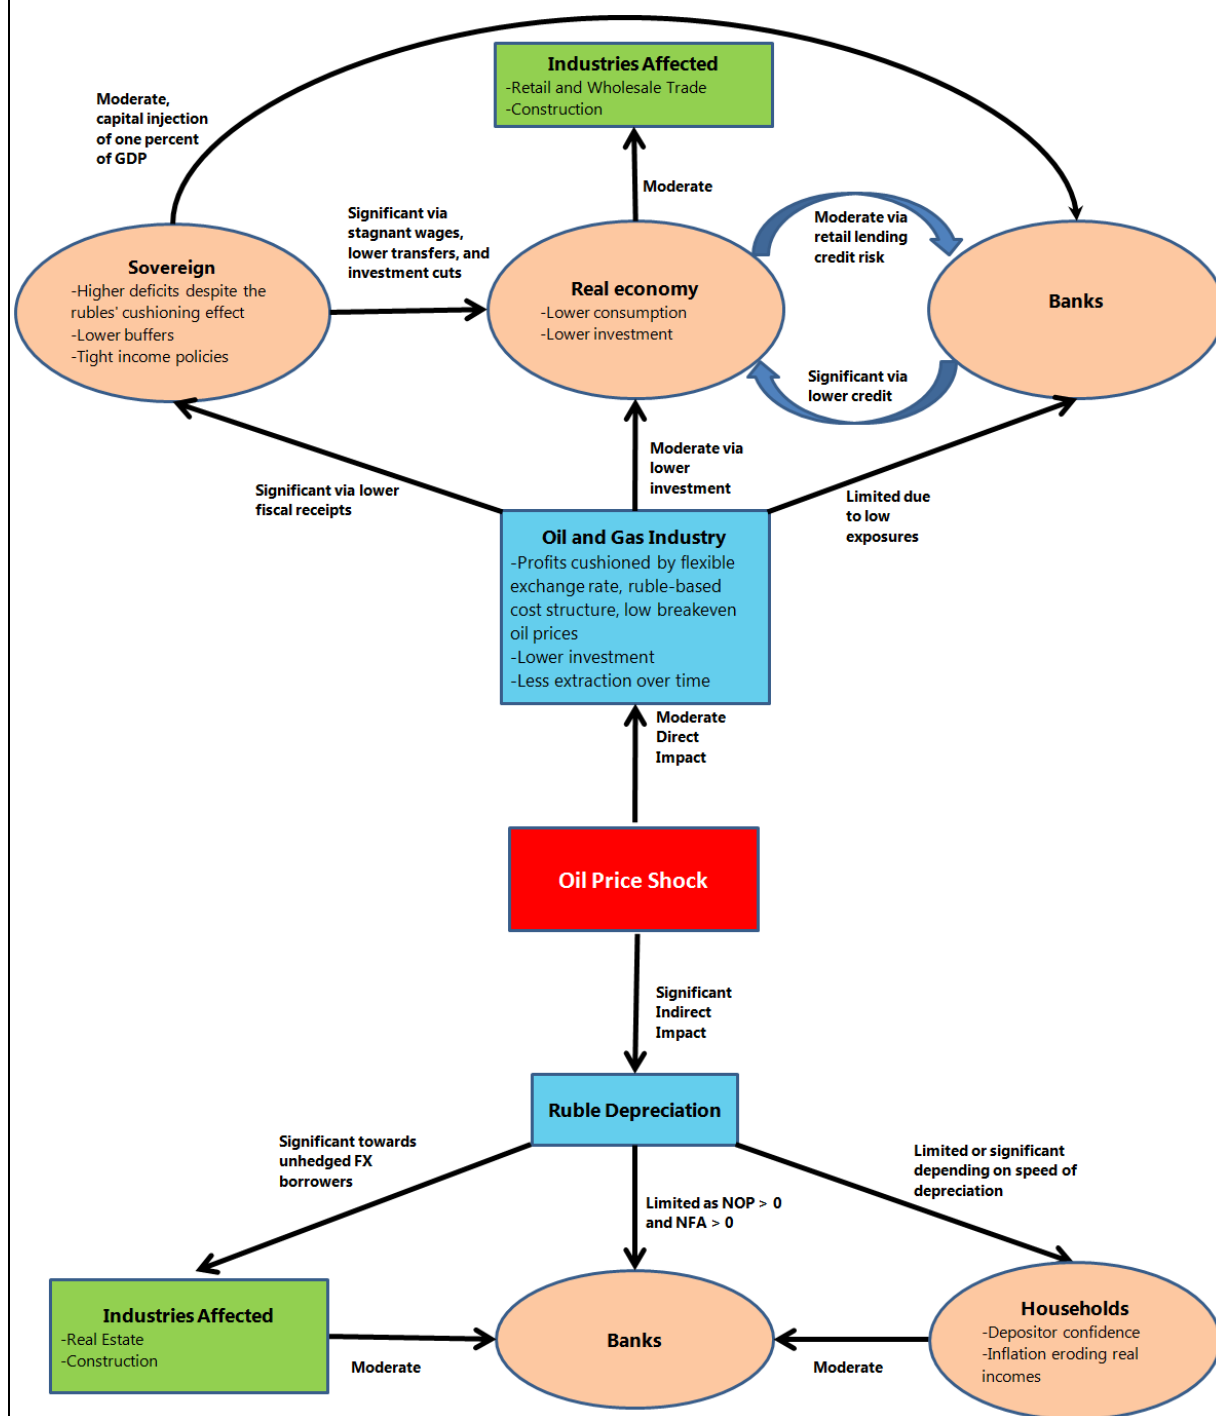 Industries Affected
-Retail and Wholesale Trade
-Construction
Moderate,
capital injection
of one percent
of GDP
Moderate
Significant via
stagnant wages,
lower transfers, and
investment cuts
Moderate via
retail lending
credit risk
Sovereign
-Higher deficits despite the
rubles' cushioning effect
-Lower buffers
-Tight income policies
Real economy
-Lower consumption
-Lower investment
Banks
Significant via
lower credit
Significant via lower
fiscal receipts
Moderate via
lower
investment
Limited due
to low
exposures
Oil and Gas Industry
-Profits cushioned by flexible
exchange rate, ruble-based
cost structure, low breakeven
oil prices
-Lower investment
-Less extraction over time
Moderate
Direct
Impact
Oil Price Shock
Significant
Indirect
Impact
Ruble Depreciation
Significant towards
unhedged FX
borrowers
Limited as NOP > 0
and NFA > 0
Limited or significant
depending on speed of
depreciation
Industries Affected
-Real Estate
-Construction
Moderate
Banks
Moderate
Households
-Depositor confidence
-Inflation eroding real
incomes